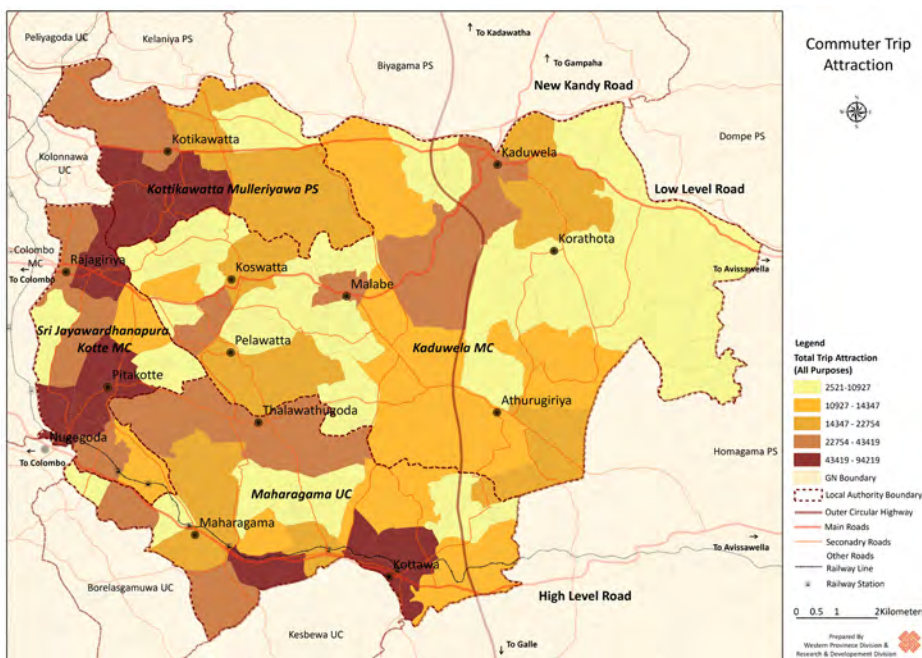 Peliyagoda UC
Kelaniya PS
To Kadawatha
Biyagama PS
To Gampaha
New Kandy Road
Dompe PS
Kolonnawa
UC
Kotikawatta
Kaduwela
Kottikawatta Mulleriyawa PS
Low Level Road
Colombo
MC
To Colombo
Rajagiriya
Koswatta
Korathota
To Avissawella
Malabe
Sri Jayawardhanapura
Kotte MC
Pelawatta
Kaduwela MC
Pitakotte
Thalawathugoda
Athurugiriya
Nugegoda
To Colombo
Homagama PS
Maharagama UC
Maharagama
To Avissawella
Kottawa
Borelasgamuwa UC
High Level Road
Kesbewa UC
To Galle
Commuter Trip
Attraction
N
Legend
Total Trip Attraction
(All Purposes)
2521-10927
10927 - 14347
14347 - 22754
22754 - 43419
43419 - 94219
GN Boundary
Local Authority Boundary
Outer Circular Highway
Main Roads
Seconadry Roads
Other Roads
Railway Line
Railway Station
0 0.5 1 2Kilometer
Prepared By
Western Provinece Division &
Research & Developement Division